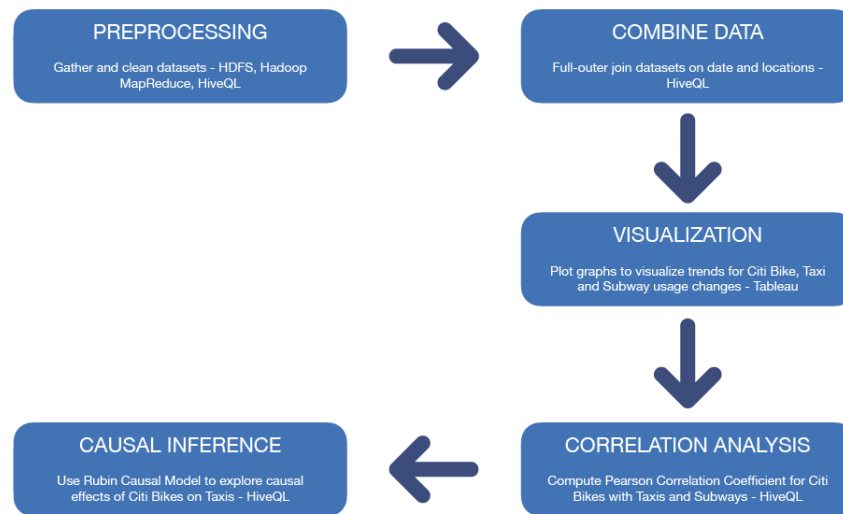 PREPROCESSING
Gather and clean datasets - HDFS, Hadoop
MapReduce, HiveQL
COMBINE DATA
Full-outer join datasets on date and locations -
HiveQL
VISUALIZATION
Plot graphs to visualize trends for Citi Bike, Taxi
and Subway usage changes - Tableau
CORRELATION ANALYSIS
Compute Pearson Correlation Coefficient for Citi
Bikes with Taxis and Subways - HiveQL
CAUSAL INFERENCE
Use Rubin Causal Model to explore causal
effects of Citi Bikes on Taxis - HiveQL